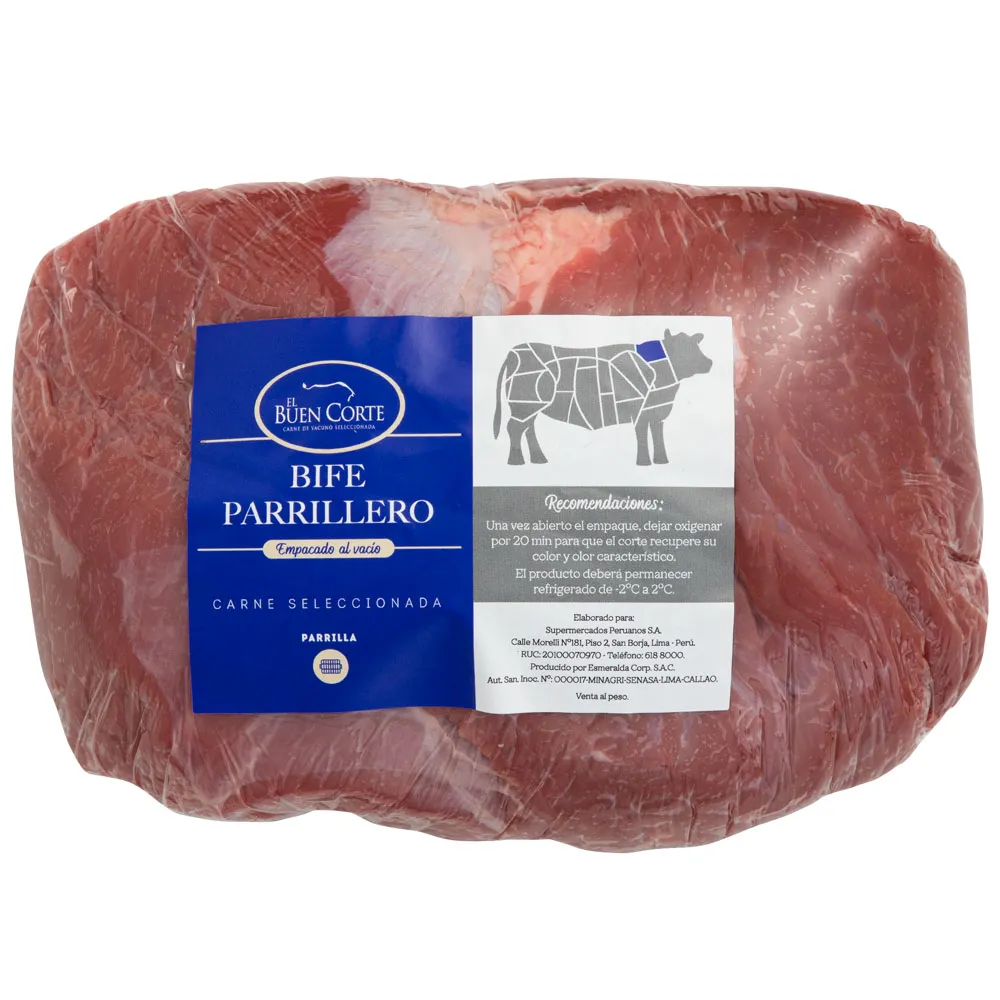 EL
BUEN CORTE
CARNE DE VACUNO SELECCIONADA
BIFE
PARRILLERO
Empacado al vacío
CARNE SELECCIONADA
PARRILLA
Recomendaciones:
Una vez abierto el empaque, dejar oxigenar
por 20 min para que el corte recupere su
color y olor característico.
El producto deberá permanecer
refrigerado de -2°C a 2°C.
Elaborado para:
Supermercados Peruanos S.A.
Calle Morelli N°181, Piso 2, San Borja, Lima - Perú.
RUC: 20100070970 - Teléfono: 618 8000.
Producido por Esmeralda Corp. S.A.C.
Aut. San. Inoc. N°: 000017-MINAGRI-SENASA-LIMA-CALLAO.
Venta al peso.